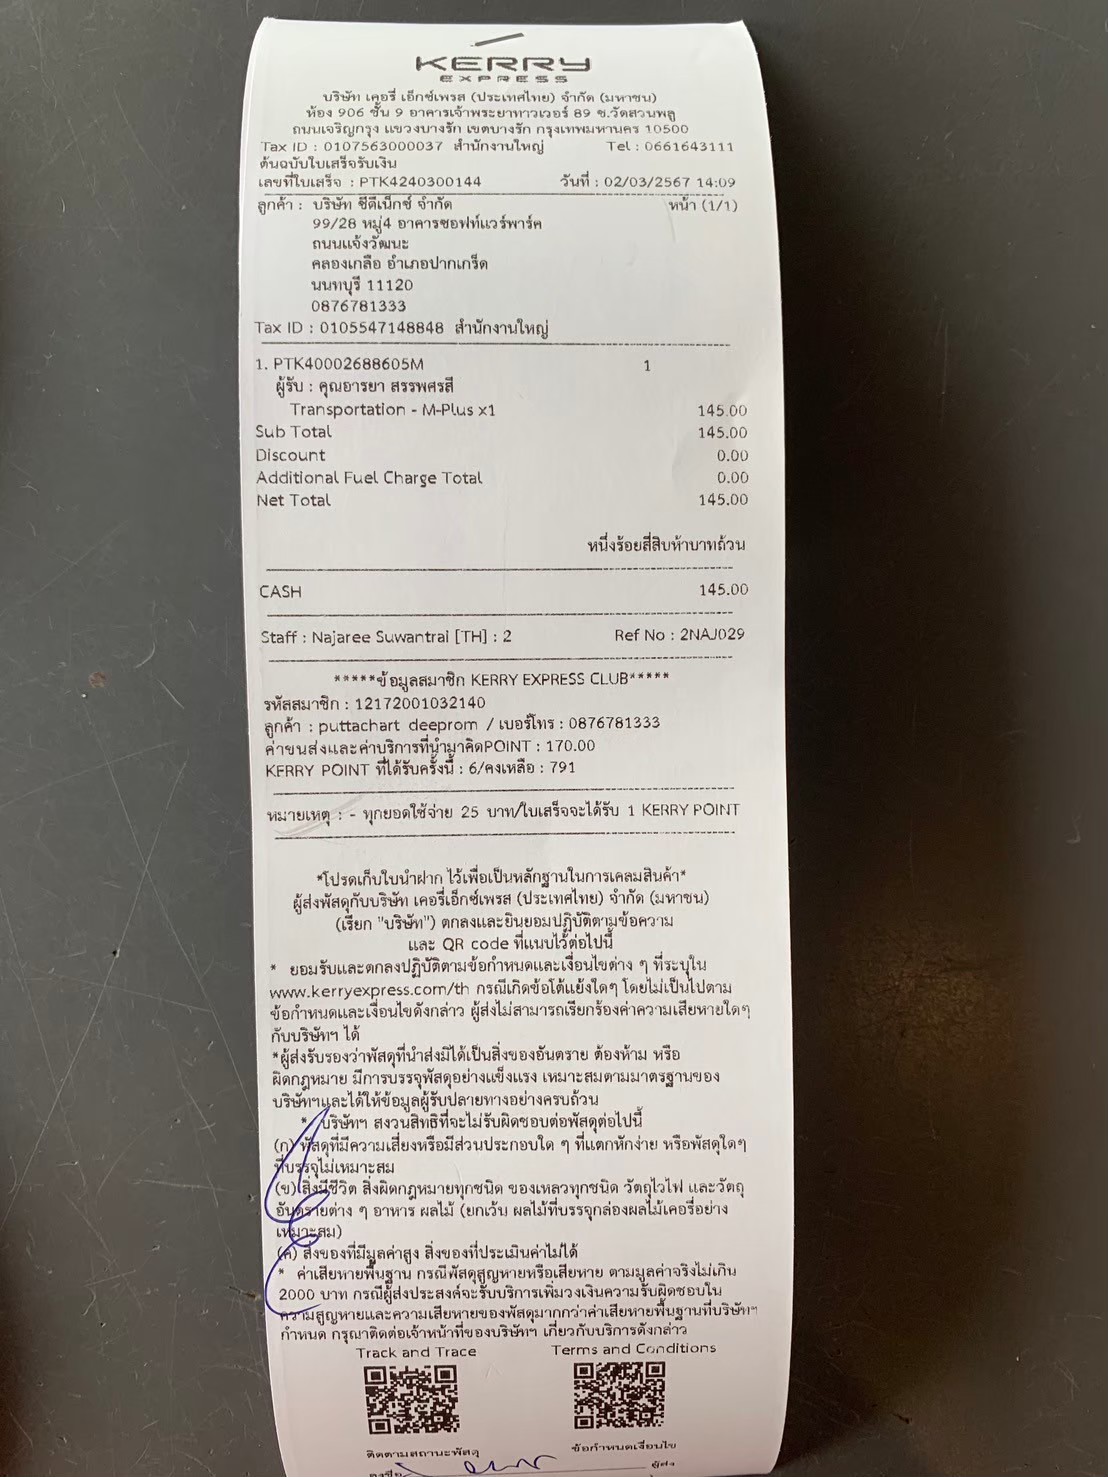 KERRY
EXPRESS
บริษัท เคอรี่ เอ็กซ์เพรส (ประเทศไทย) จำกัด (มหาชน)
ห้อง 906 ชั้น 9 อาคารเจ้าพระยาทาวเวอร์ 89 ซ.วัดสวนพลู
ถนนเจริญกรุง แขวงบางรัก เขตบางรัก กรุงเทพมหานคร 10500
Tax ID : 0107563000037 สำนักงานใหญ่ Tel : 0661643111
ต้นฉบับใบเสร็จรับเงิน
เลขที่ใบเสร็จ : PTK4240300144 วันที่ : 02/03/2567 14:09
ลูกค้า : บริษัท ซีดีเน็กซ์ จำกัด หน้า (1/1)
99/28 หมู่4 อาคารซอฟท์แวร์พาร์ค
ถนนแจ้งวัฒนะ
คลองเกลือ อำเภอปากเกร็ด
นนทบุรี 11120
0876781333
Tax ID : 0105547148848 สำนักงานใหญ่
1. PTK40002688605M 1
ผู้รับ : คุณอารยา สรรพศรสี
Transportation - M-Plus x1 145.00
Sub Total 145.00
Discount 0.00
Additional Fuel Charge Total 0.00
Net Total 145.00
หนึ่งร้อยสี่สิบห้าบาทถ้วน
CASH 145.00
Staff : Najaree Suwantrai [TH] : 2 Ref No : 2NAJ029
*****ข้อมูลสมาชิก KERRY EXPRESS CLUB*****
รหัสสมาชิก : 12172001032140
ลูกค้า : puttachart deeprom / เบอร์โทร : 0876781333
ค่าขนส่งและค่าบริการที่นำมาคิดPOINT : 170.00
KERRY POINT ที่ได้รับครั้งนี้ : 6/คงเหลือ : 791
หมายเหตุ : - ทุกยอดใช้จ่าย 25 บาท/ใบเสร็จจะได้รับ 1 KERRY POINT
*โปรดเก็บใบนำฝาก ไว้เพื่อเป็นหลักฐานในการเคลมสินค้า*
ผู้ส่งพัสดุกับบริษัท เคอรี่เอ็กซ์เพรส (ประเทศไทย) จำกัด (มหาชน)
(เรียก "บริษัท") ตกลงและยินยอมปฏิบัติตามข้อความ
และ QR code ที่แนบไว้ต่อไปนี้
* ยอมรับและตกลงปฏิบัติตามข้อกำหนดและเงื่อนไขต่าง ๆ ที่ระบุใน
www.kerryexpress.com/th กรณีเกิดข้อโต้แย้งใดๆ โดยไม่เป็นไปตาม
ข้อกำหนดและเงื่อนไขดังกล่าว ผู้ส่งไม่สามารถเรียกร้องค่าความเสียหายใดๆ
กับบริษัทฯ ได้
*ผู้ส่งรับรองว่าพัสดุที่นำส่งมิได้เป็นสิ่งของอันตราย ต้องห้าม หรือ
ผิดกฎหมาย มีการบรรจุพัสดุอย่างแข็งแรง เหมาะสมตามมาตรฐานของ
บริษัทฯและได้ให้ข้อมูลผู้รับปลายทางอย่างครบถ้วน
* บริษัทฯ สงวนสิทธิที่จะไม่รับผิดชอบต่อพัสดุต่อไปนี้
(ก) พัสดุที่มีความเสี่ยงหรือมีส่วนประกอบใด ๆ ที่แตกหักง่าย หรือพัสดุใดๆ
ที่บรรจุไม่เหมาะสม
(ข) สิ่งมีชีวิต สิ่งผิดกฎหมายทุกชนิด ของเหลวทุกชนิด วัตถุไวไฟ และวัตถุ
อันตรายต่าง ๆ อาหาร ผลไม้ (ยกเว้น ผลไม้ที่บรรจุกล่องผลไม้เคอรี่อย่าง
เหมาะสม)
(ค) สิ่งของที่มีมูลค่าสูง สิ่งของที่ประเมินค่าไม่ได้
* ค่าเสียหายพื้นฐาน กรณีพัสดุสูญหายหรือเสียหาย ตามมูลค่าจริงไม่เกิน
2000 บาท กรณีผู้ส่งประสงค์จะรับบริการเพิ่มวงเงินความรับผิดชอบใน
ความสูญหายและความเสียหายของพัสดุมากกว่าค่าเสียหายพื้นฐานที่บริษัทฯ
กำหนด กรุณาติดต่อเจ้าหน้าที่ของบริษัทฯ เกี่ยวกับบริการดังกล่าว
Track and Trace Terms and Conditions
ติดตามสถานะพัสดุ ข้อกำหนดเงื่อนไข
ลงชื่อ ผู้ส่ง